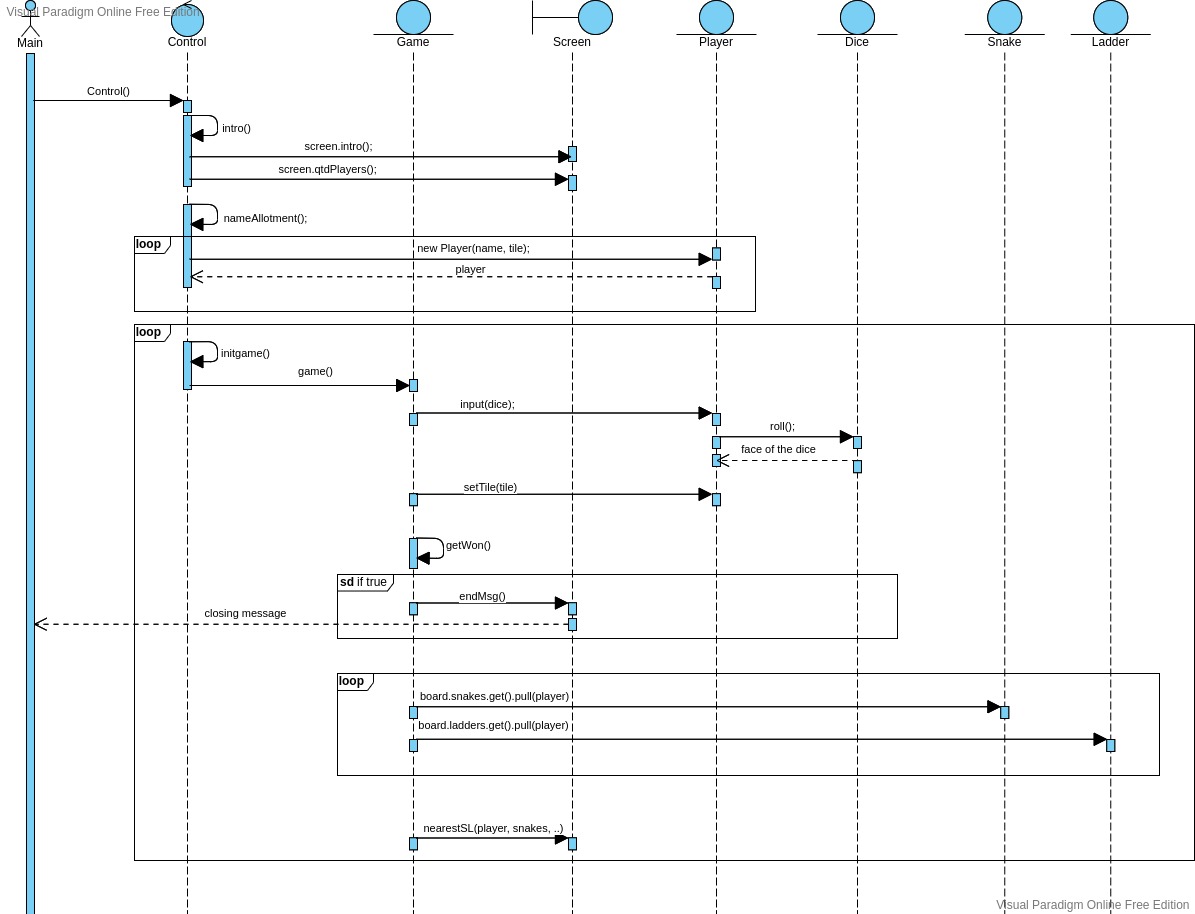 Visual Paradigm Online Free Edition
Main
Control
Game
Screen
Player
Dice
Snake
Ladder
Control()
intro()
screen.intro();
screen.qtdPlayers();
nameAllotment();
loop
new Player(name, tile);
player
loop
initgame()
game()
input(dice);
roll();
face of the dice
setTile(tile)
getWon()
sd if true
endMsg()
closing message
loop
board.snakes.get().pull(player)
board.ladders.get().pull(player)
nearestSL(player, snakes, ..)
Visual Paradigm Online Free Edition